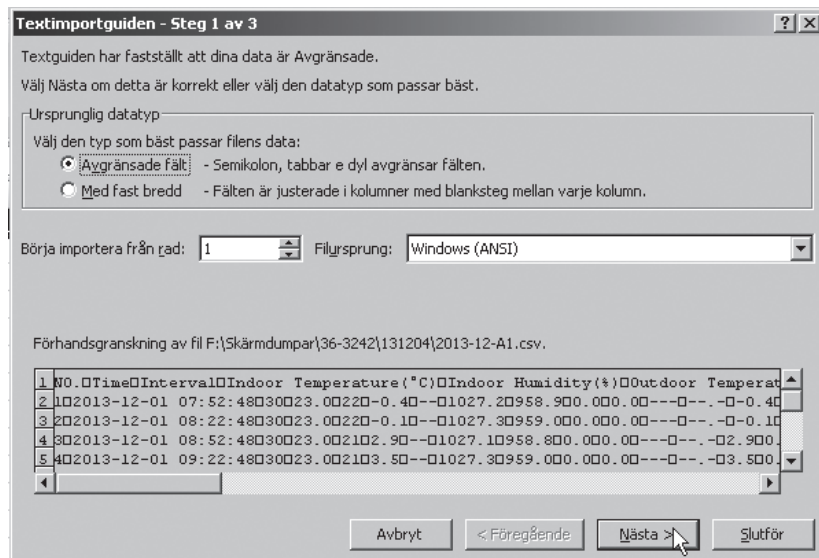 Textimportguiden - Steg 1 av 3
Textguiden har fastställt att dina data är Avgränsade.
Välj Nästa om detta är korrekt eller välj den datatyp som passar bäst.
Ursprunglig datatyp
Välj den typ som bäst passar filens data:
Avgränsade fält - Semikolon, tabbar e dyl avgränsar fälten.
Med fast bredd - Fälten är justerade i kolumner med blanksteg mellan varje kolumn.
Börja importera från rad: 1 Filursprung: Windows (ANSI)
Förhandsgranskning av fil F:\Skärmdumpar\36-3242\131204\2013-12-A1.csv.
1 NO.□Time□Interval□Indoor Temperature(°C)□Indoor Humidity(%)□Outdoor Temperat
2 1□2013-12-01 07:52:48□30□23.0□22□-0.4□--□1027.2□958.9□0.0□0.0□---□--.-□-0.4□
3 2□2013-12-01 08:22:48□30□23.0□22□-0.1□--□1027.3□959.0□0.0□0.0□---□--.-□-0.1□
4 3□2013-12-01 08:52:48□30□23.0□21□2.9□--□1027.1□958.8□0.0□0.0□---□--.-□2.9□0.
5 4□2013-12-01 09:22:48□30□23.0□21□3.5□--□1027.3□959.0□0.0□0.0□---□--.-□3.5□0.
Avbryt < Föregående Nästa > Slutför